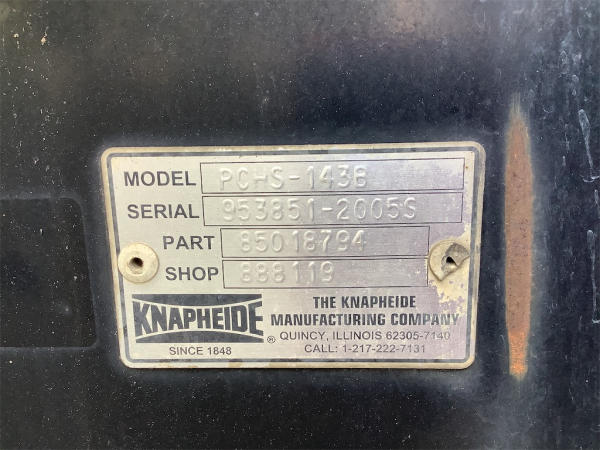 MODEL PCHS-143B
SERIAL 953851-2005S
PART 85018794
SHOP 888119
KNAPHEIDE ®
SINCE 1848
THE KNAPHEIDE
MANUFACTURING COMPANY
QUINCY, ILLINOIS 62305-7140
CALL: 1-217-222-7131